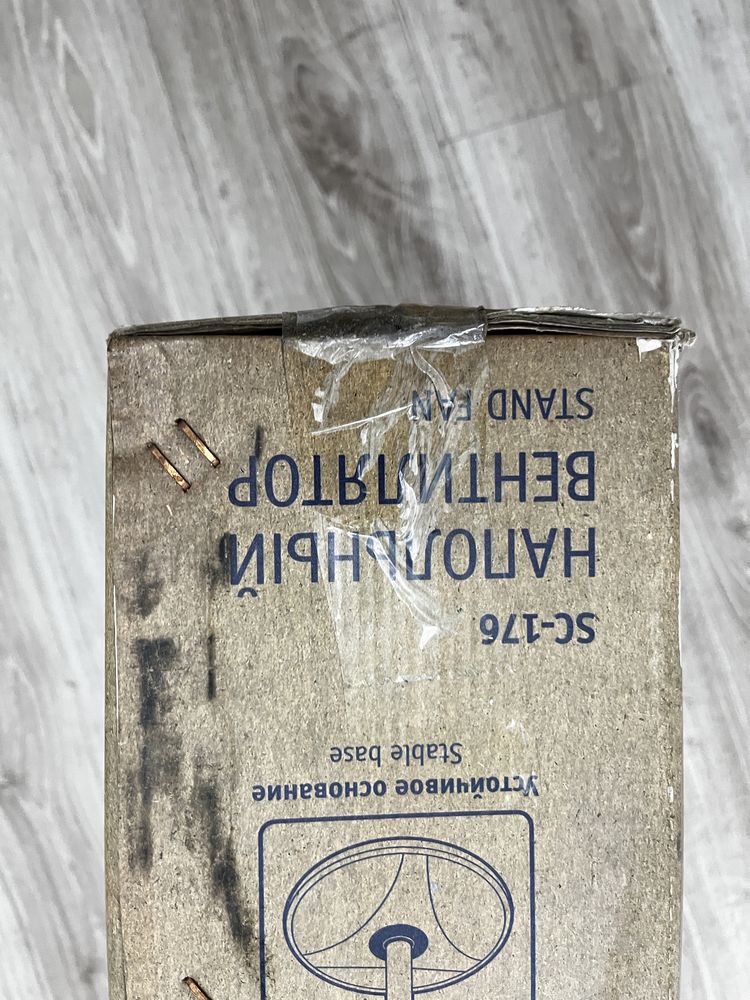 Устойчивое основание
Stable base
SC-176
НАПОЛЬНЫЙ
ВЕНТИЛЯТОР
STAND FAN